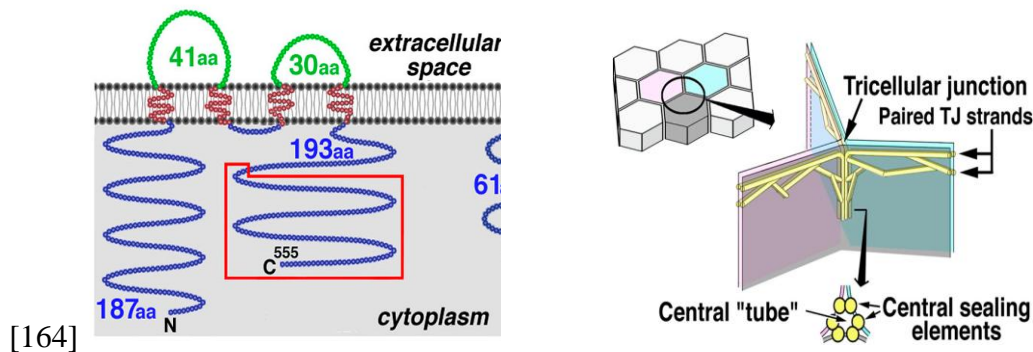 41aa
30aa
extracellular
space
193aa
61
555
C
187aa
N
cytoplasm
[164]
Tricellular junction
Paired TJ strands
Central "tube"
Central sealing
elements